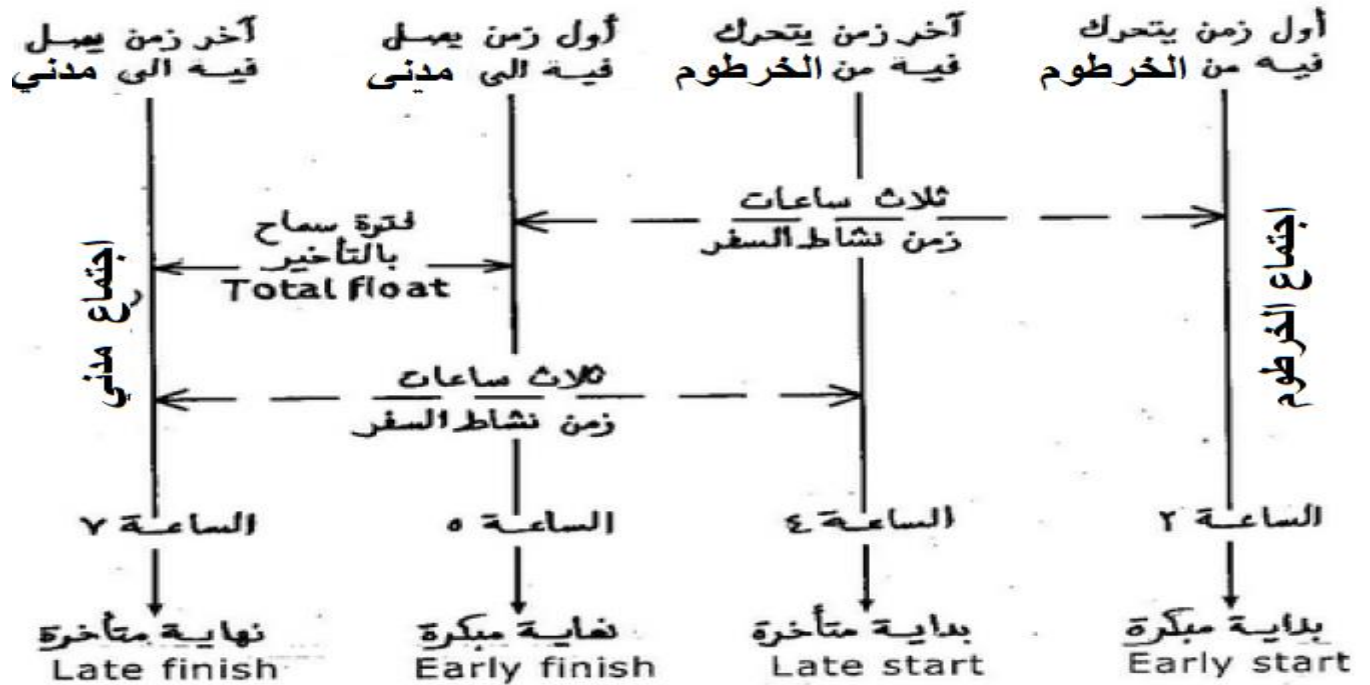 أول زمن يتحرك
فيه من الخرطوم
آخر زمن يتحرك
فيه من الخرطوم
أول زمن يصل
فيه الى مدينى
آخر زمن يصل
فيه الى مدني
اجتماع الخرطوم
ثلاث ساعات
زمن نشاط السفر
فترة سماح
بالتأخير
Total float
اجتماع مدني
ثلاث ساعات
زمن نشاط السفر
الساعة ٢
الساعة ٤
الساعة ٥
الساعة ٧
بداية مبكرة
Early start
بداية متأخرة
Late start
نهاية مبكرة
Early finish
نهاية متأخرة
Late finish